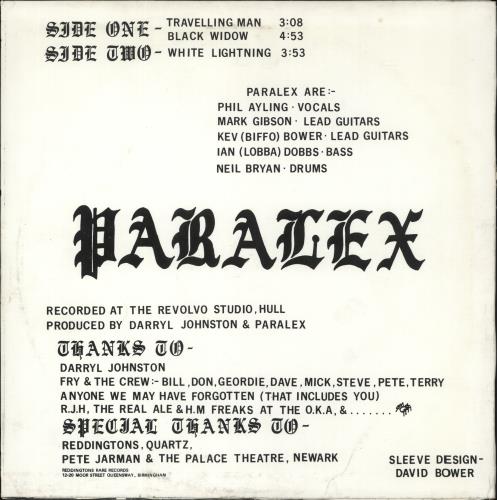 SIDE ONE - TRAVELLING MAN 3:08
BLACK WIDOW 4:53
SIDE TWO - WHITE LIGHTNING 3:53
PARALEX ARE:-
PHIL AYLING · VOCALS
MARK GIBSON · LEAD GUITARS
KEV (BIFFO) BOWER · LEAD GUITARS
IAN (LOBBA) DOBBS · BASS
NEIL BRYAN · DRUMS
PARALEX
RECORDED AT THE REVOLVO STUDIO, HULL
PRODUCED BY DARRYL JOHNSTON & PARALEX
THANKS TO-
DARRYL JOHNSTON
FRY & THE CREW:- BILL, DON, GEORDIE, DAVE, MICK, STEVE, PETE, TERRY
ANYONE WE MAY HAVE FORGOTTEN (THAT INCLUDES YOU)
R.J.H, THE REAL ALE & H.M FREAKS AT THE O.K.A, & .......
SPECIAL THANKS TO-
REDDINGTONS, QUARTZ,
PETE JARMAN & THE PALACE THEATRE, NEWARK
REDDINGTONS RARE RECORDS
12-20 MOOR STREET QUEENSWAY, BIRMINGHAM
SLEEVE DESIGN-
DAVID BOWER